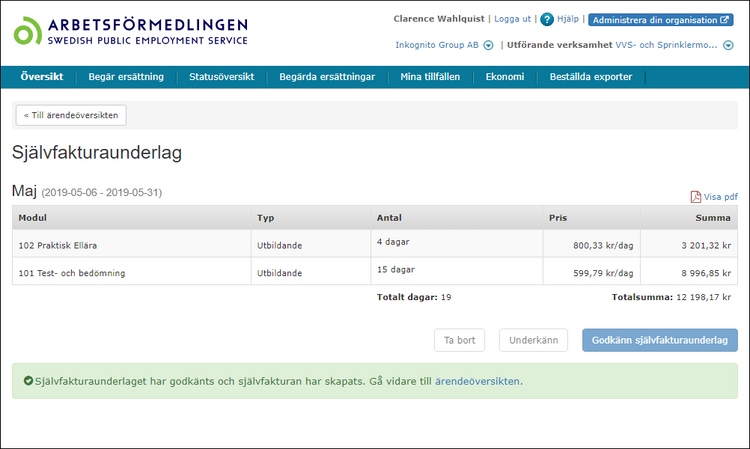 ARBETSFÖRMEDLINGEN
SWEDISH PUBLIC EMPLOYMENT SERVICE
Clarence Wahlquist | Logga ut | ? Hjälp | Administrera din organisation
Inkognito Group AB | Utförande verksamhet VVS- och Sprinklermo...
Översikt Begär ersättning Statusöversikt Begärda ersättningar Mina tillfällen Ekonomi Beställda exporter
« Till ärendeöversikten
Självfakturaunderlag
Maj (2019-05-06 - 2019-05-31)
Visa pdf
Modul Typ Antal Pris Summa
102 Praktisk Ellära Utbildande 4 dagar 800,33 kr/dag 3 201,32 kr
101 Test- och bedömning Utbildande 15 dagar 599,79 kr/dag 8 996,85 kr
Totalt dagar: 19 Totalsumma: 12 198,17 kr
Ta bort Underkänn Godkänn självfakturaunderlag
Självfakturaunderlaget har godkänts och självfakturan har skapats. Gå vidare till ärendeöversikten.